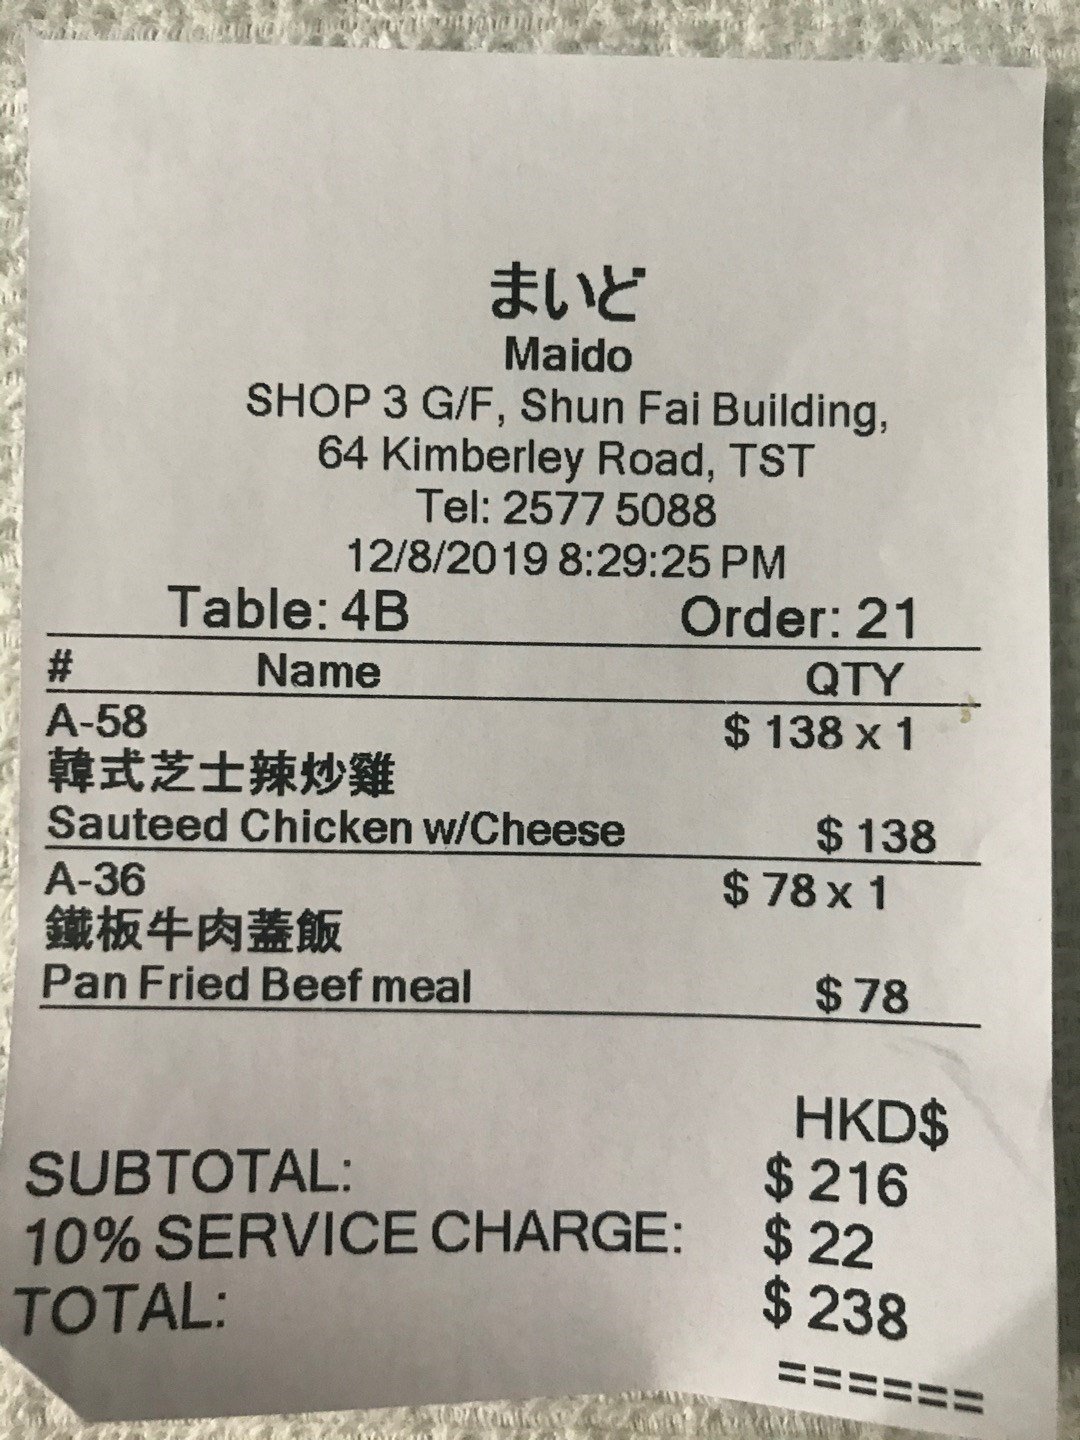 まいど
Maido
SHOP 3 G/F, Shun Fai Building,
64 Kimberley Road, TST
Tel: 2577 5088
12/8/2019 8:29:25 PM
Table: 4B Order: 21
# Name QTY
A-58 $ 138 x 1
韓式芝士辣炒雞
Sauteed Chicken w/Cheese $ 138
A-36 $ 78 x 1
鐵板牛肉蓋飯
Pan Fried Beef meal $ 78
HKD$
SUBTOTAL: $ 216
10% SERVICE CHARGE: $ 22
TOTAL: $ 238
======